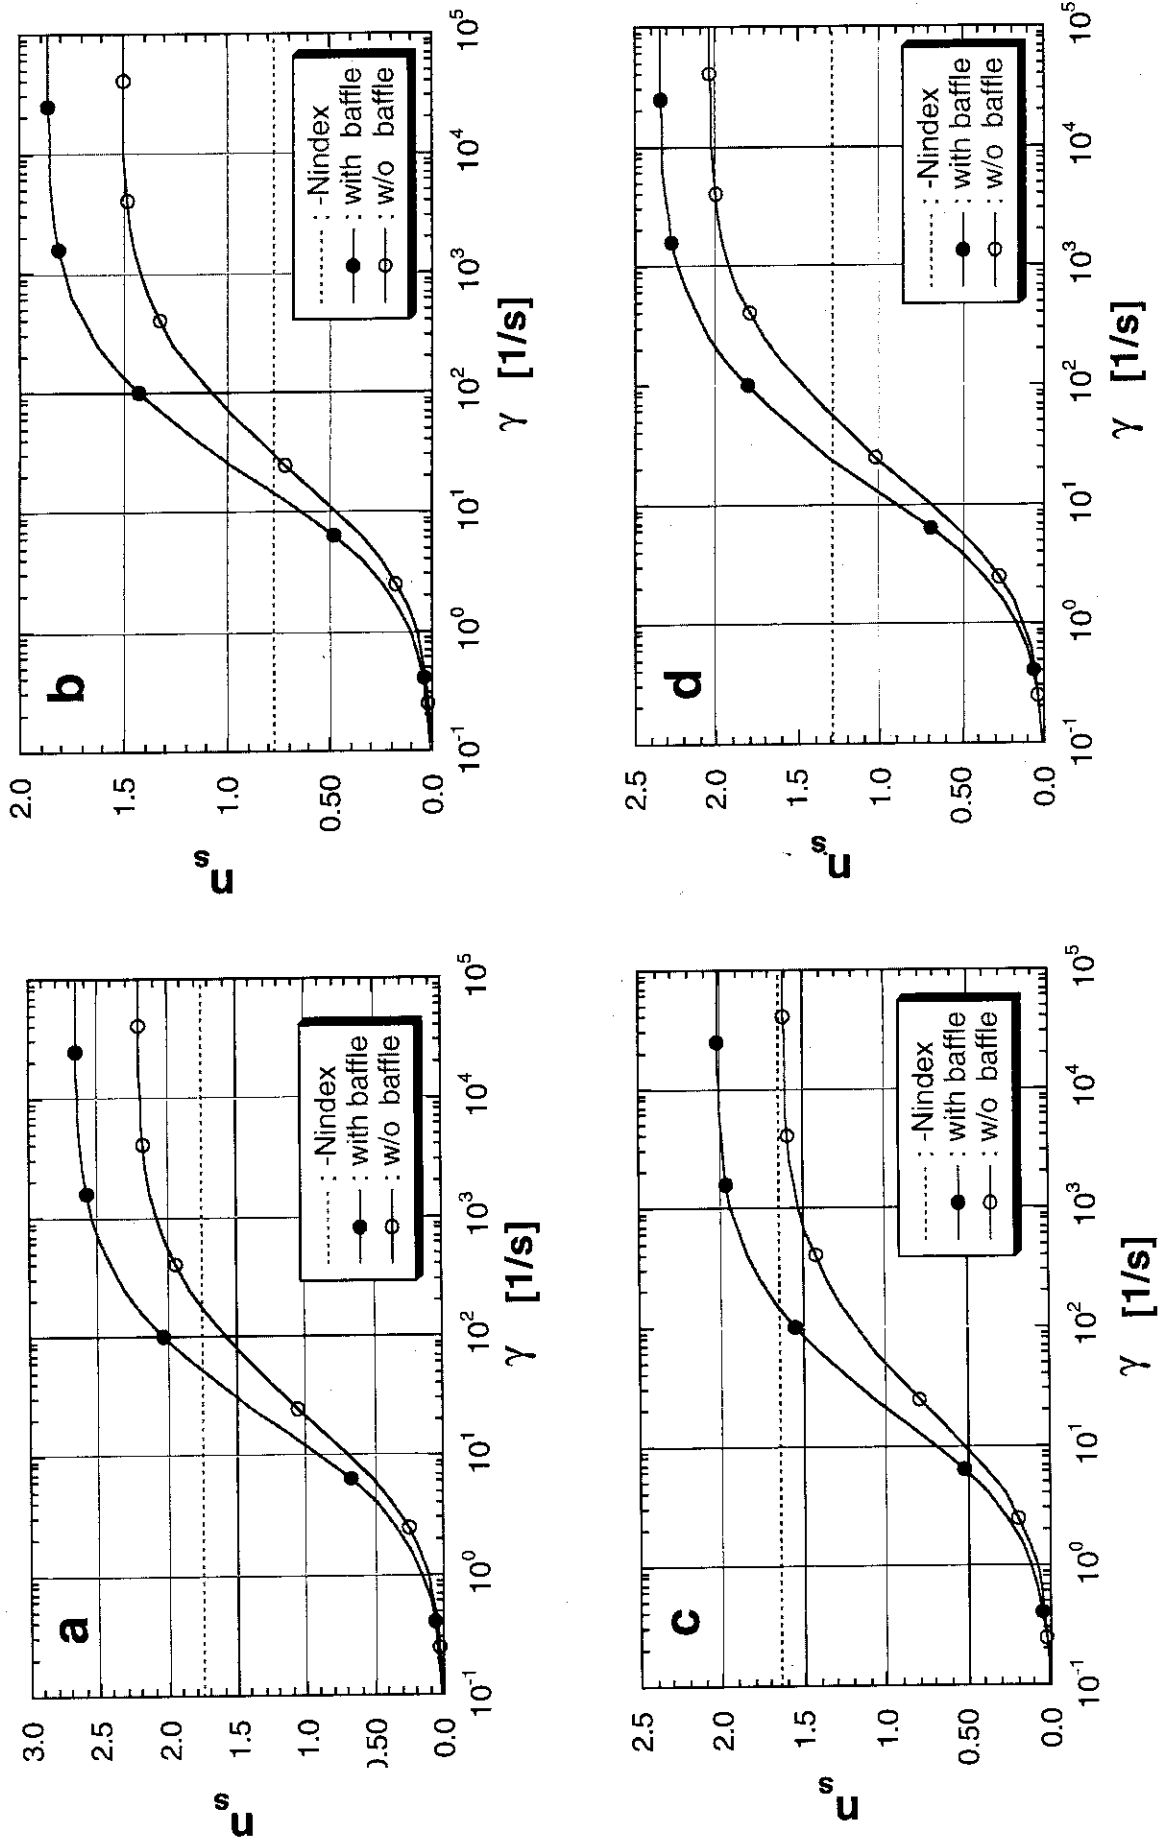 a
3.0
2.5
2.0
1.5
1.0
0.0
n_s
10^-1
10^0
10^1
10^2
10^3
10^4
10^5
γ [1/s]
: -Nindex
: with baffle
: w/o baffle
b
2.0
1.5
1.0
0.50
0.0
n_s
10^-1
10^0
10^1
10^2
10^3
10^4
10^5
γ [1/s]
: -Nindex
: with baffle
: w/o baffle
c
2.5
2.0
1.5
1.0
0.50
0.0
n_s
10^-1
10^0
10^1
10^2
10^3
10^4
10^5
γ [1/s]
: -Nindex
: with baffle
: w/o baffle
d
2.5
2.0
1.5
1.0
0.50
0.0
n_s
10^-1
10^0
10^1
10^2
10^3
10^4
10^5
γ [1/s]
: -Nindex
: with baffle
: w/o baffle